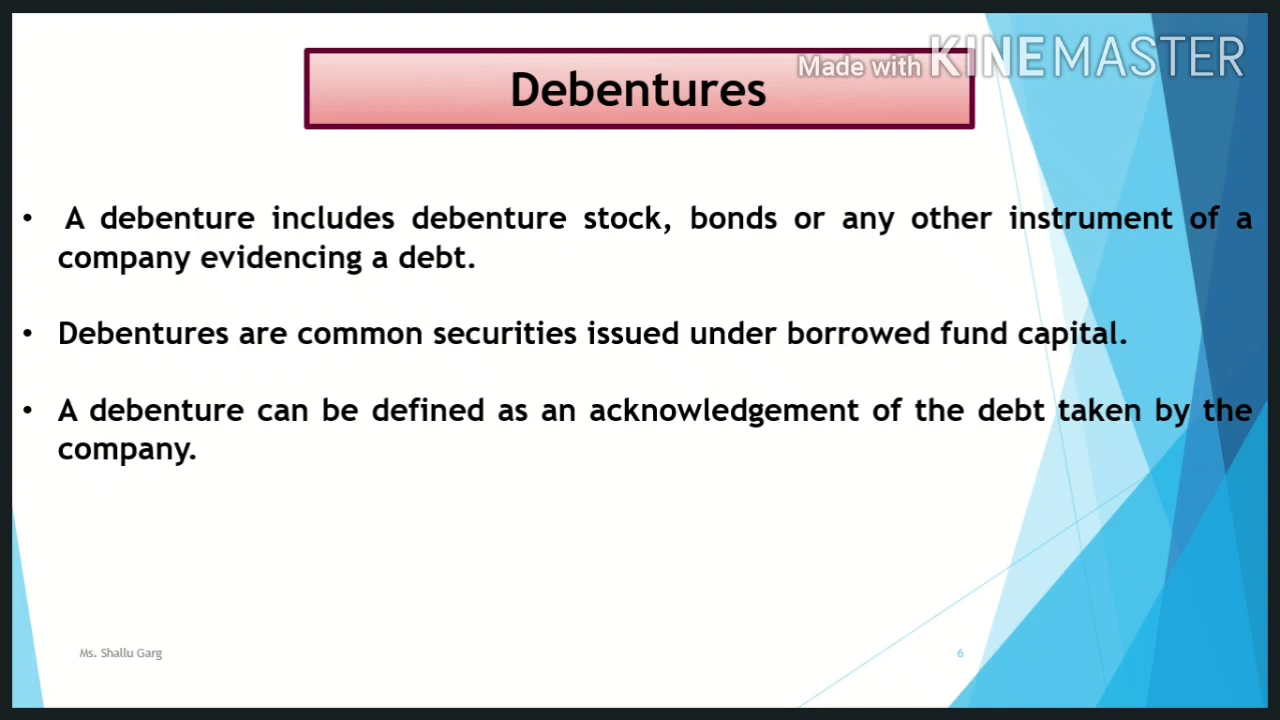 Made with KINEMASTER
Debentures
• A debenture includes debenture stock, bonds or any other instrument of a
company evidencing a debt.
• Debentures are common securities issued under borrowed fund capital.
• A debenture can be defined as an acknowledgement of the debt taken by the
company.
Ms. Shallu Garg
6